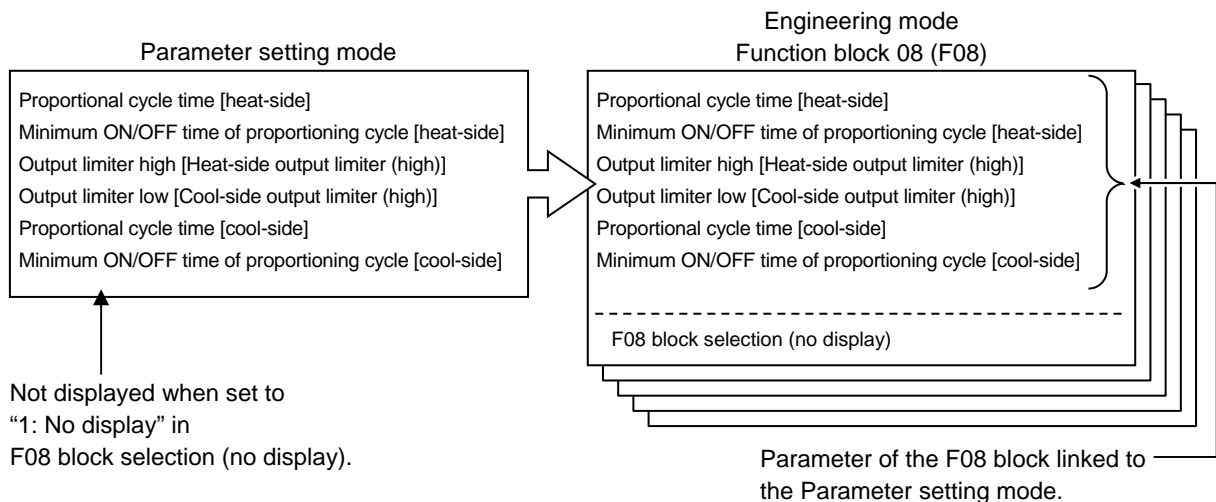 Parameter setting mode
Proportional cycle time [heat-side]
Minimum ON/OFF time of proportioning cycle [heat-side]
Output limiter high [Heat-side output limiter (high)]
Output limiter low [Cool-side output limiter (high)]
Proportional cycle time [cool-side]
Minimum ON/OFF time of proportioning cycle [cool-side]
Not displayed when set to
“1: No display” in
F08 block selection (no display).
Engineering mode
Function block 08 (F08)
Proportional cycle time [heat-side]
Minimum ON/OFF time of proportioning cycle [heat-side]
Output limiter high [Heat-side output limiter (high)]
Output limiter low [Cool-side output limiter (high)]
Proportional cycle time [cool-side]
Minimum ON/OFF time of proportioning cycle [cool-side]
F08 block selection (no display)
Parameter of the F08 block linked to
the Parameter setting mode.